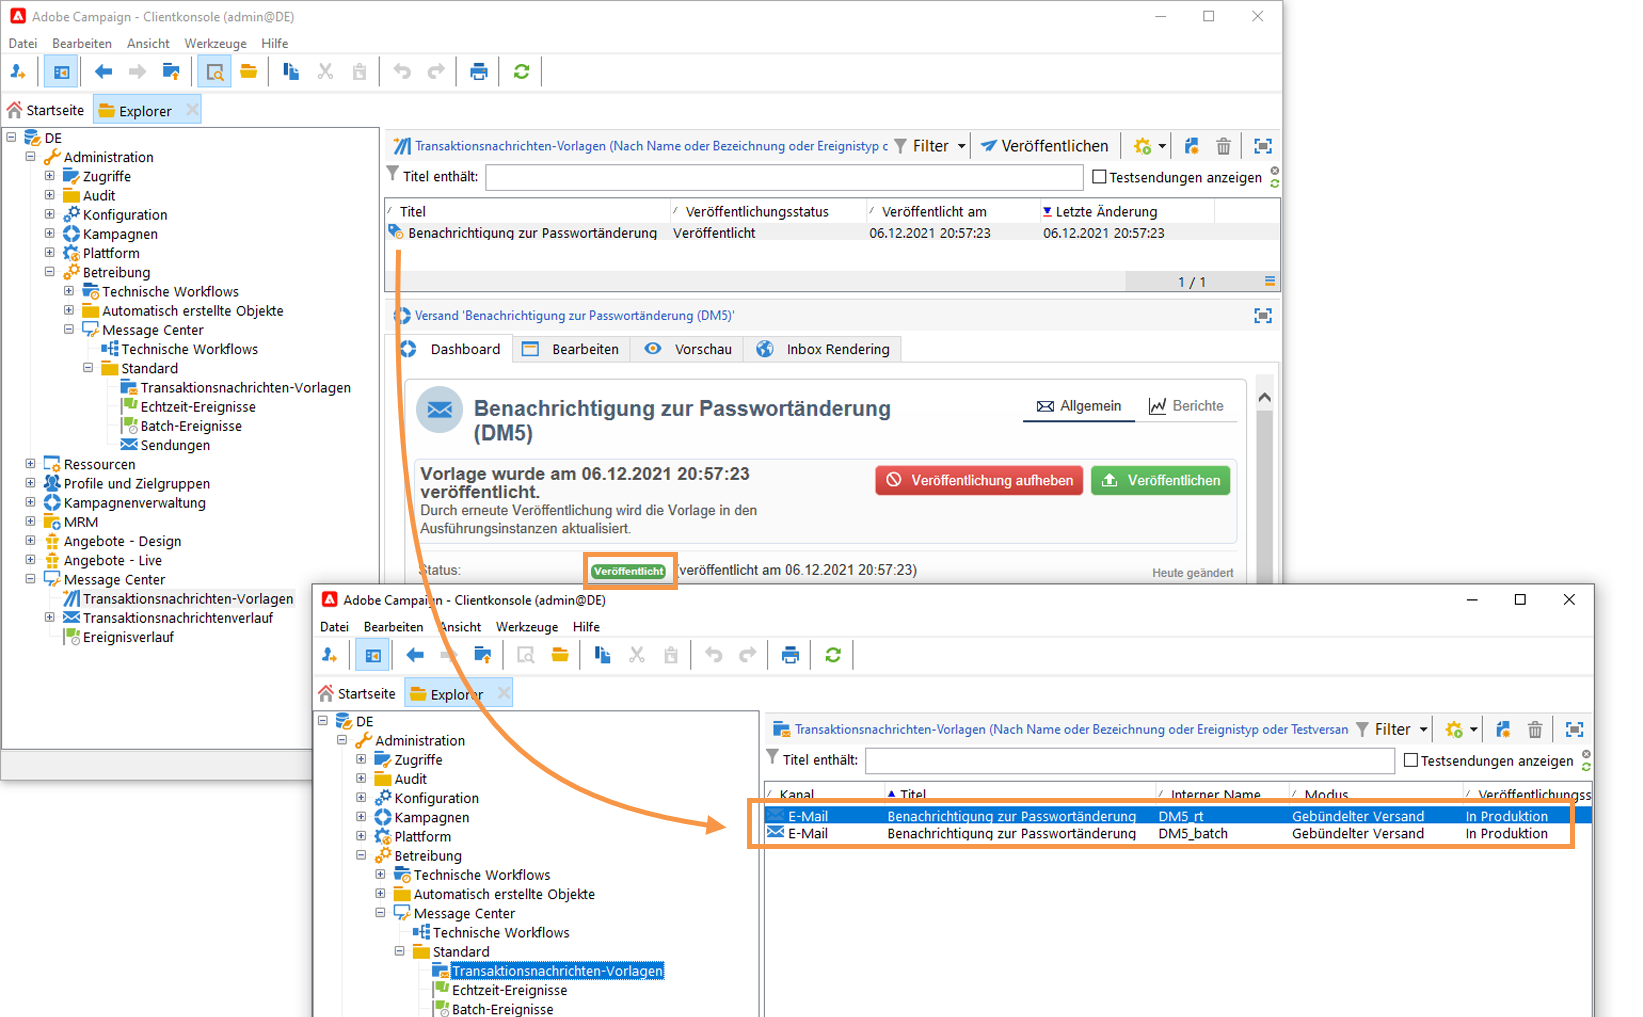 Adobe Campaign - Clientkonsole (admin@DE)
Datei Bearbeiten Ansicht Werkzeuge Hilfe
Startseite Explorer
DE
Administration
Zugriffe
Audit
Konfiguration
Kampagnen
Plattform
Betreibung
Technische Workflows
Automatisch erstellte Objekte
Message Center
Technische Workflows
Standard
Transaktionsnachrichten-Vorlagen
Echtzeit-Ereignisse
Batch-Ereignisse
Sendungen
Ressourcen
Profile und Zielgruppen
Kampagnenverwaltung
MRM
Angebote - Design
Angebote - Live
Message Center
Transaktionsnachrichten-Vorlagen
Transaktionsnachrichtenverlauf
Ereignisverlauf
Transaktionsnachrichten-Vorlagen (Nach Name oder Bezeichnung oder Ereignistyp c Filter Veröffentlichen
Titel enthält: Testsendungen anzeigen
Titel Veröffentlichungsstatus Veröffentlicht am Letzte Änderung
Benachrichtigung zur Passwortänderung Veröffentlicht 06.12.2021 20:57:23 06.12.2021 20:57:23
1 / 1
Versand 'Benachrichtigung zur Passwortänderung (DM5)'
Dashboard Bearbeiten Vorschau Inbox Rendering
Benachrichtigung zur Passwortänderung
(DM5)
Allgemein Berichte
Vorlage wurde am 06.12.2021 20:57:23
veröffentlicht.
Durch erneute Veröffentlichung wird die Vorlage in den
Ausführungsinstanzen aktualisiert.
Veröffentlichung aufheben Veröffentlichen
Status: Veröffentlicht (veröffentlicht am 06.12.2021 20:57:23) Heute geändert
Adobe Campaign - Clientkonsole (admin@DE)
Datei Bearbeiten Ansicht Werkzeuge Hilfe
Startseite Explorer
DE
Administration
Zugriffe
Audit
Konfiguration
Kampagnen
Plattform
Betreibung
Technische Workflows
Automatisch erstellte Objekte
Message Center
Technische Workflows
Standard
Transaktionsnachrichten-Vorlagen
Echtzeit-Ereignisse
Batch-Ereignisse
Transaktionsnachrichten-Vorlagen (Nach Name oder Bezeichnung oder Ereignistyp oder Testversan Filter
Titel enthält: Testsendungen anzeigen
Kanal Titel Interner Name Modus Veröffentlichungss
E-Mail Benachrichtigung zur Passwortänderung DM5_rt Gebündelter Versand In Produktion
E-Mail Benachrichtigung zur Passwortänderung DM5_batch Gebündelter Versand In Produktion